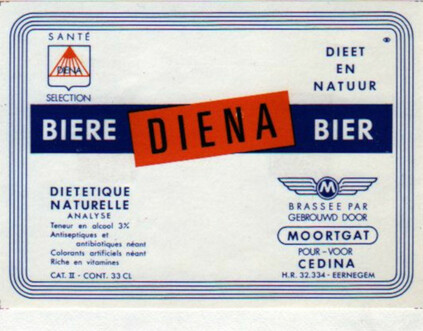 SANTÉ
DIENA
SELECTION
DIEET
EN
NATUUR
BIERE DIENA BIER
DIETETIQUE
NATURELLE
ANALYSE
Teneur en alcool 3%
Antiseptiques et
antibiotiques néant
Colorants artificiels néant
Riche en vitamines
CAT. II - CONT. 33 CL
M
BRASSEE PAR
GEBROUWD DOOR
MOORTGAT
POUR - VOOR
CEDINA
H.R. 32.334 - EERNEGEM